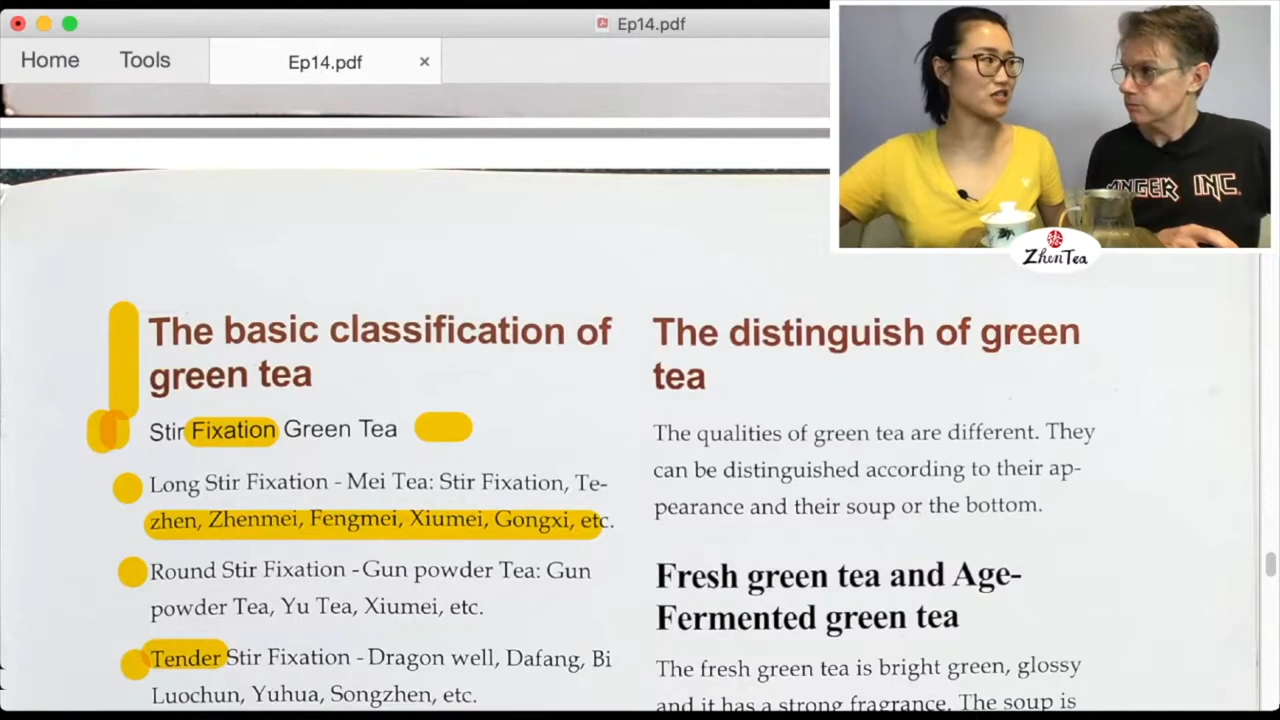 Ep14.pdf
Home
Tools
Ep14.pdf
×
ANGER INC.
Zhen Tea
The basic classification of
green tea
Stir Fixation Green Tea
Long Stir Fixation - Mei Tea: Stir Fixation, Te-
zhen, Zhenmei, Fengmei, Xiumei, Gongxi, etc.
Round Stir Fixation -Gun powder Tea: Gun
powder Tea, Yu Tea, Xiumei, etc.
Tender Stir Fixation - Dragon well, Dafang, Bi
Luochun, Yuhua, Songzhen, etc.
The distinguish of green
tea
The qualities of green tea are different. They
can be distinguished according to their ap-
pearance and their soup or the bottom.
Fresh green tea and Age-
Fermented green tea
The fresh green tea is bright green, glossy
and it has a strong fragrance. The soup is